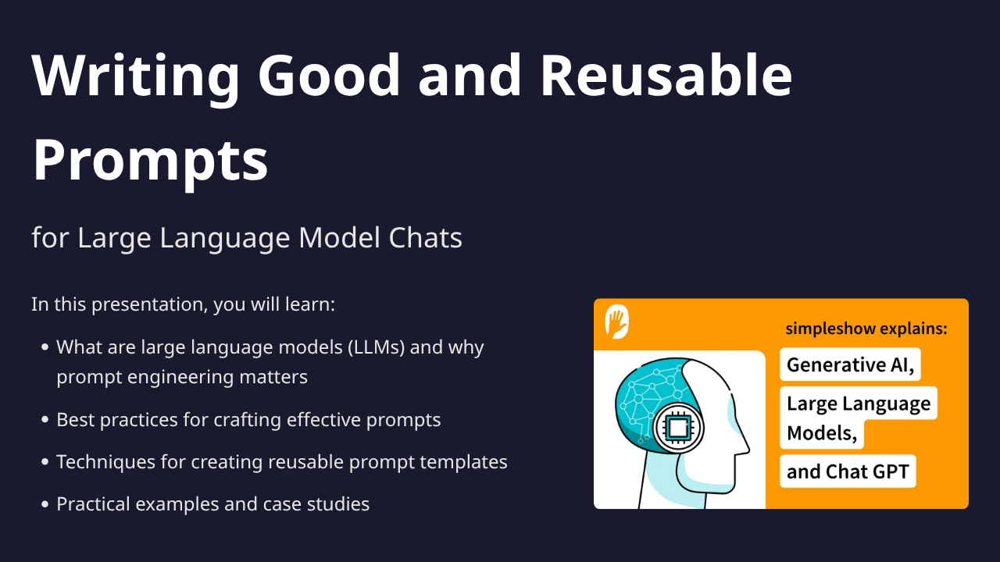 Writing Good and Reusable
Prompts
for Large Language Model Chats
In this presentation, you will learn:
• What are large language models (LLMs) and why
prompt engineering matters
• Best practices for crafting effective prompts
• Techniques for creating reusable prompt templates
• Practical examples and case studies
simpleshow explains:
Generative AI,
Large Language
Models,
and Chat GPT